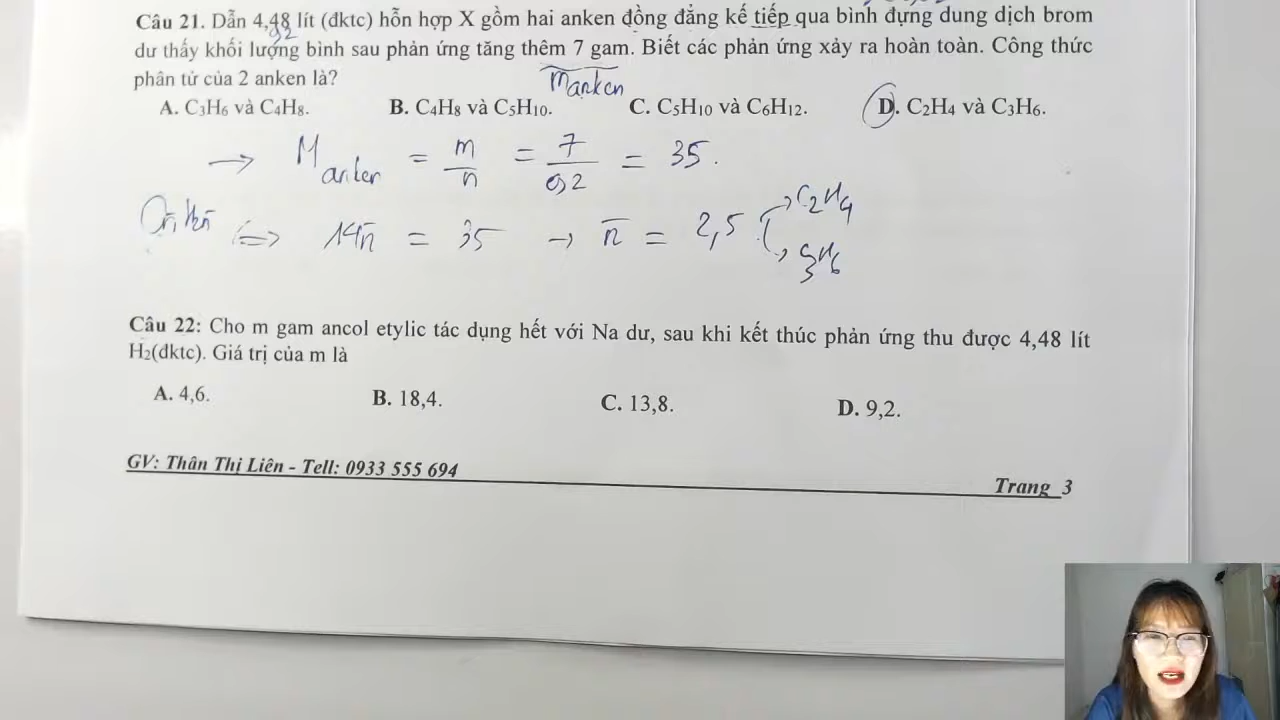 Câu 21. Dẫn 4,48 lít (đktc) hỗn hợp X gồm hai anken đồng đẳng kế tiếp qua bình đựng dung dịch brom
0,2
dư thấy khối lượng bình sau phản ứng tăng thêm 7 gam. Biết các phản ứng xảy ra hoàn toàn. Công thức
phân tử của 2 anken là?
manken
A. C3H6 và C4H8. B. C4H8 và C5H10. C. C5H10 và C6H12. D. C2H4 và C3H6.
→ M anken = m/n = 7/0,2 = 35.
⇔ 14n̄ = 35 → n̄ = 2,5 → C2H4
→ C3H6
Câu 22: Cho m gam ancol etylic tác dụng hết với Na dư, sau khi kết thúc phản ứng thu được 4,48 lít
H2(đktc). Giá trị của m là
A. 4,6. B. 18,4. C. 13,8. D. 9,2.
GV: Thân Thị Liên - Tell: 0933 555 694
Trang_3